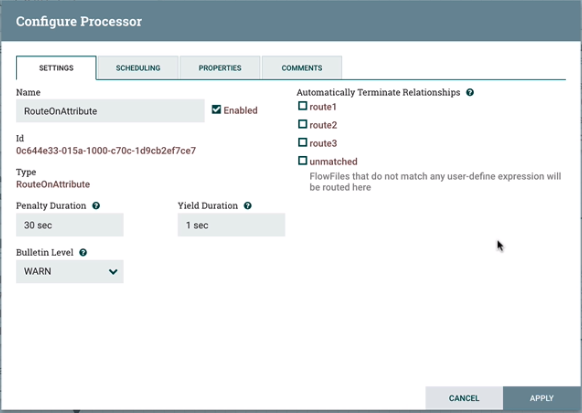 Configure Processor
SETTINGS
SCHEDULING
PROPERTIES
COMMENTS
Name
RouteOnAttribute
Enabled
Id
0c644e33-015a-1000-c70c-1d9cb2ef7ce7
Type
RouteOnAttribute
Penalty Duration ?
Yield Duration ?
30 sec
1 sec
Bulletin Level ?
WARN
Automatically Terminate Relationships ?
route1
route2
route3
unmatched
FlowFiles that do not match any user-define expression will
be routed here
CANCEL
APPLY